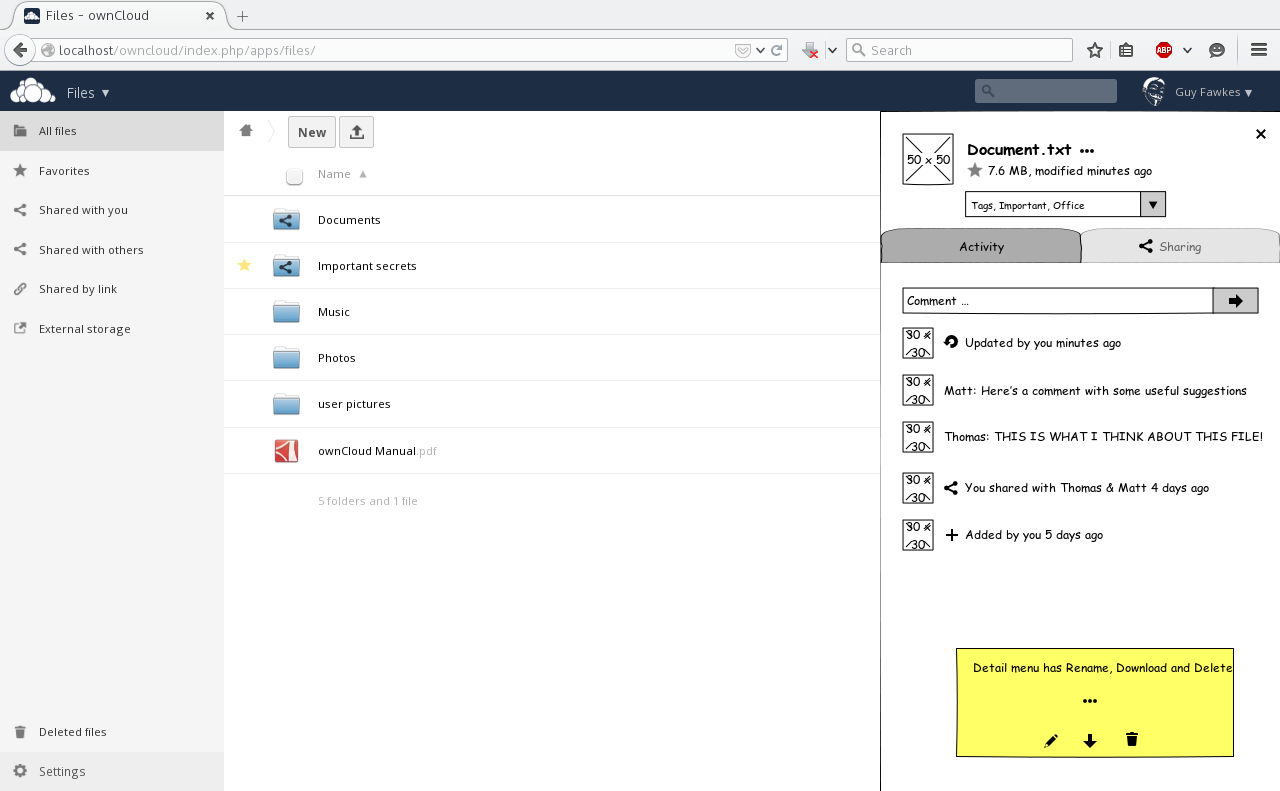 Files - ownCloud
localhost/owncloud/index.php/apps/files/
Search
ABP
Files ▾
Guy Fawkes ▾
All files
Favorites
Shared with you
Shared with others
Shared by link
External storage
Deleted files
Settings
New
Name ▲
Documents
Important secrets
Music
Photos
user pictures
ownCloud Manual.pdf
5 folders and 1 file
50 x 50
Document.txt •••
7.6 MB, modified minutes ago
Tags, Important, Office
Activity
Sharing
Comment ...
30 x
30
Updated by you minutes ago
30 x
30
Matt: Here's a comment with some useful suggestions
30 x
30
Thomas: THIS IS WHAT I THINK ABOUT THIS FILE!
30 x
30
You shared with Thomas & Matt 4 days ago
30 x
30
Added by you 5 days ago
Detail menu has Rename, Download and Delete
•••